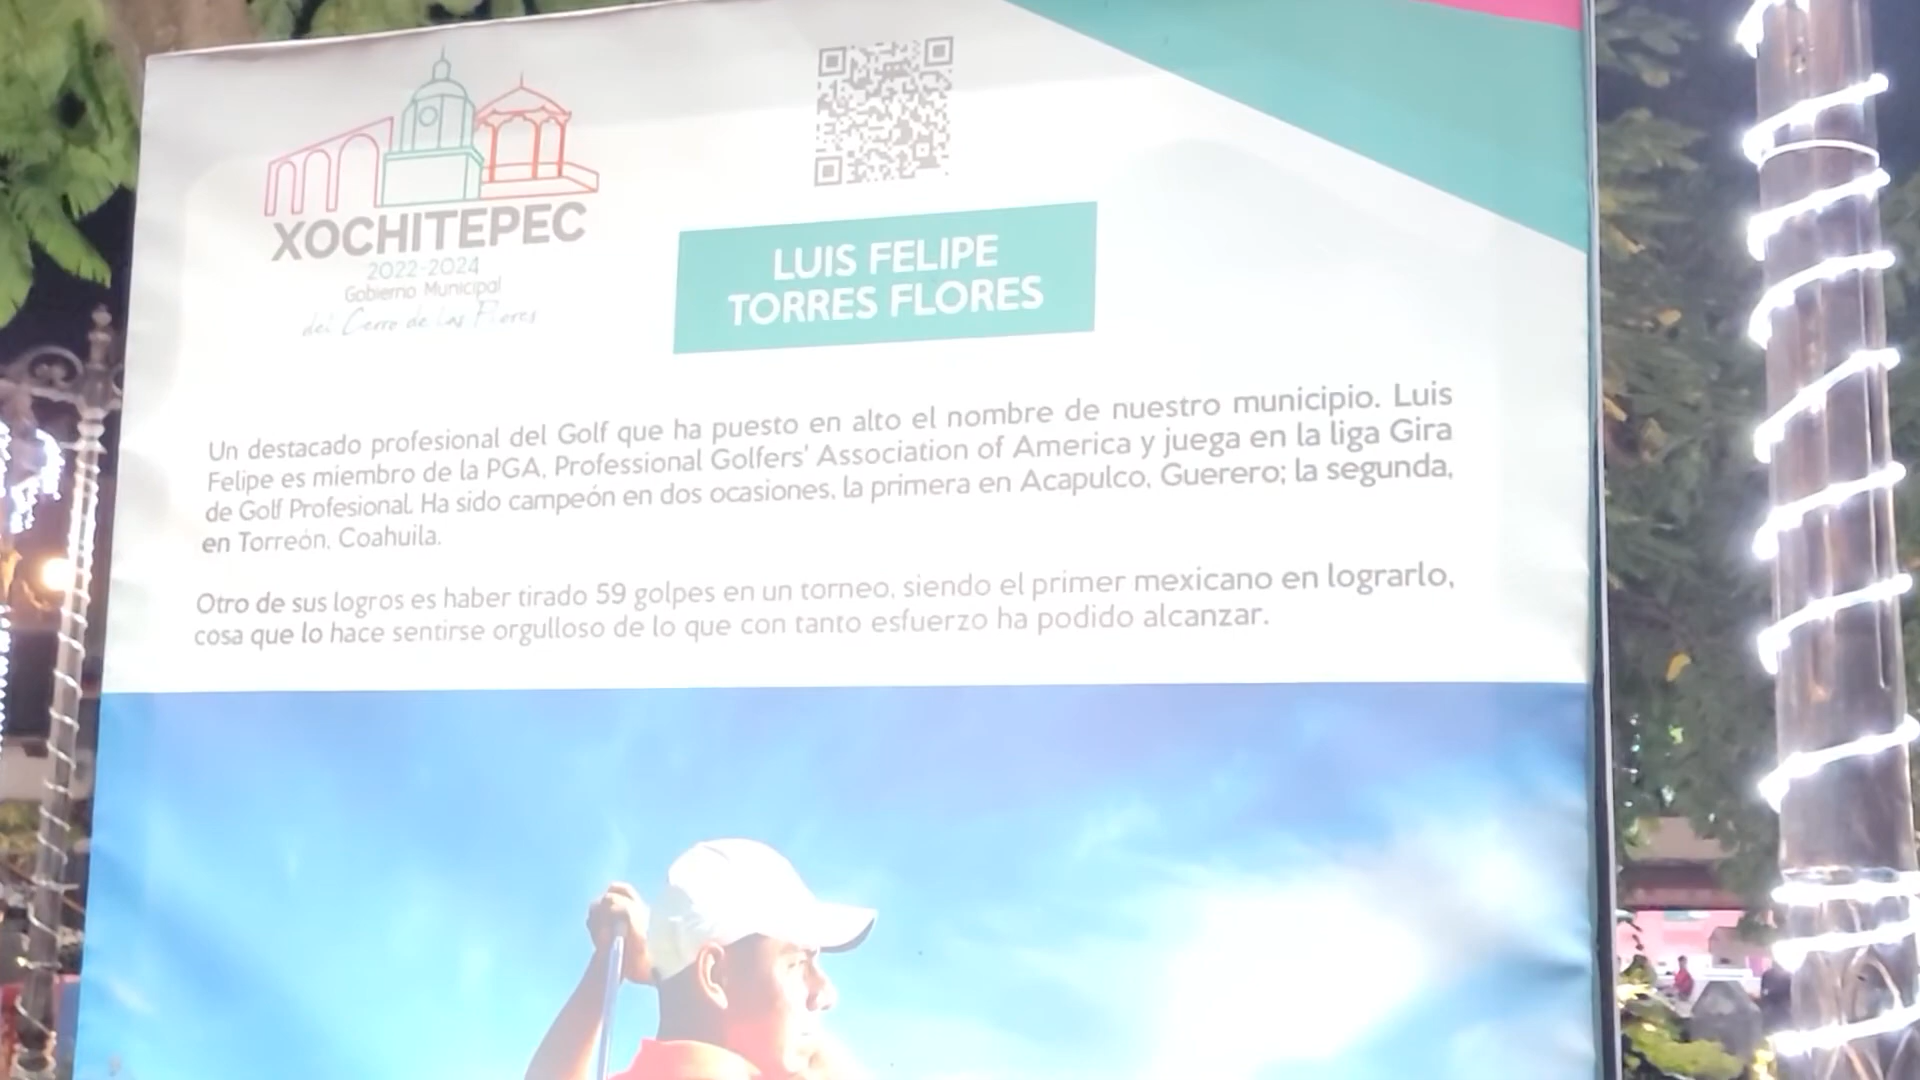 XOCHITEPEC
2022-2024
Gobierno Municipal
del Cerro de las Flores
LUIS FELIPE
TORRES FLORES
Un destacado profesional del Golf que ha puesto en alto el nombre de nuestro municipio. Luis
Felipe es miembro de la PGA, Professional Golfers' Association of America y juega en la liga Gira
de Golf Profesional. Ha sido campeón en dos ocasiones, la primera en Acapulco, Guerero; la segunda,
en Torreón, Coahuila.
Otro de sus logros es haber tirado 59 golpes en un torneo, siendo el primer mexicano en lograrlo,
cosa que lo hace sentirse orgulloso de lo que con tanto esfuerzo ha podido alcanzar.